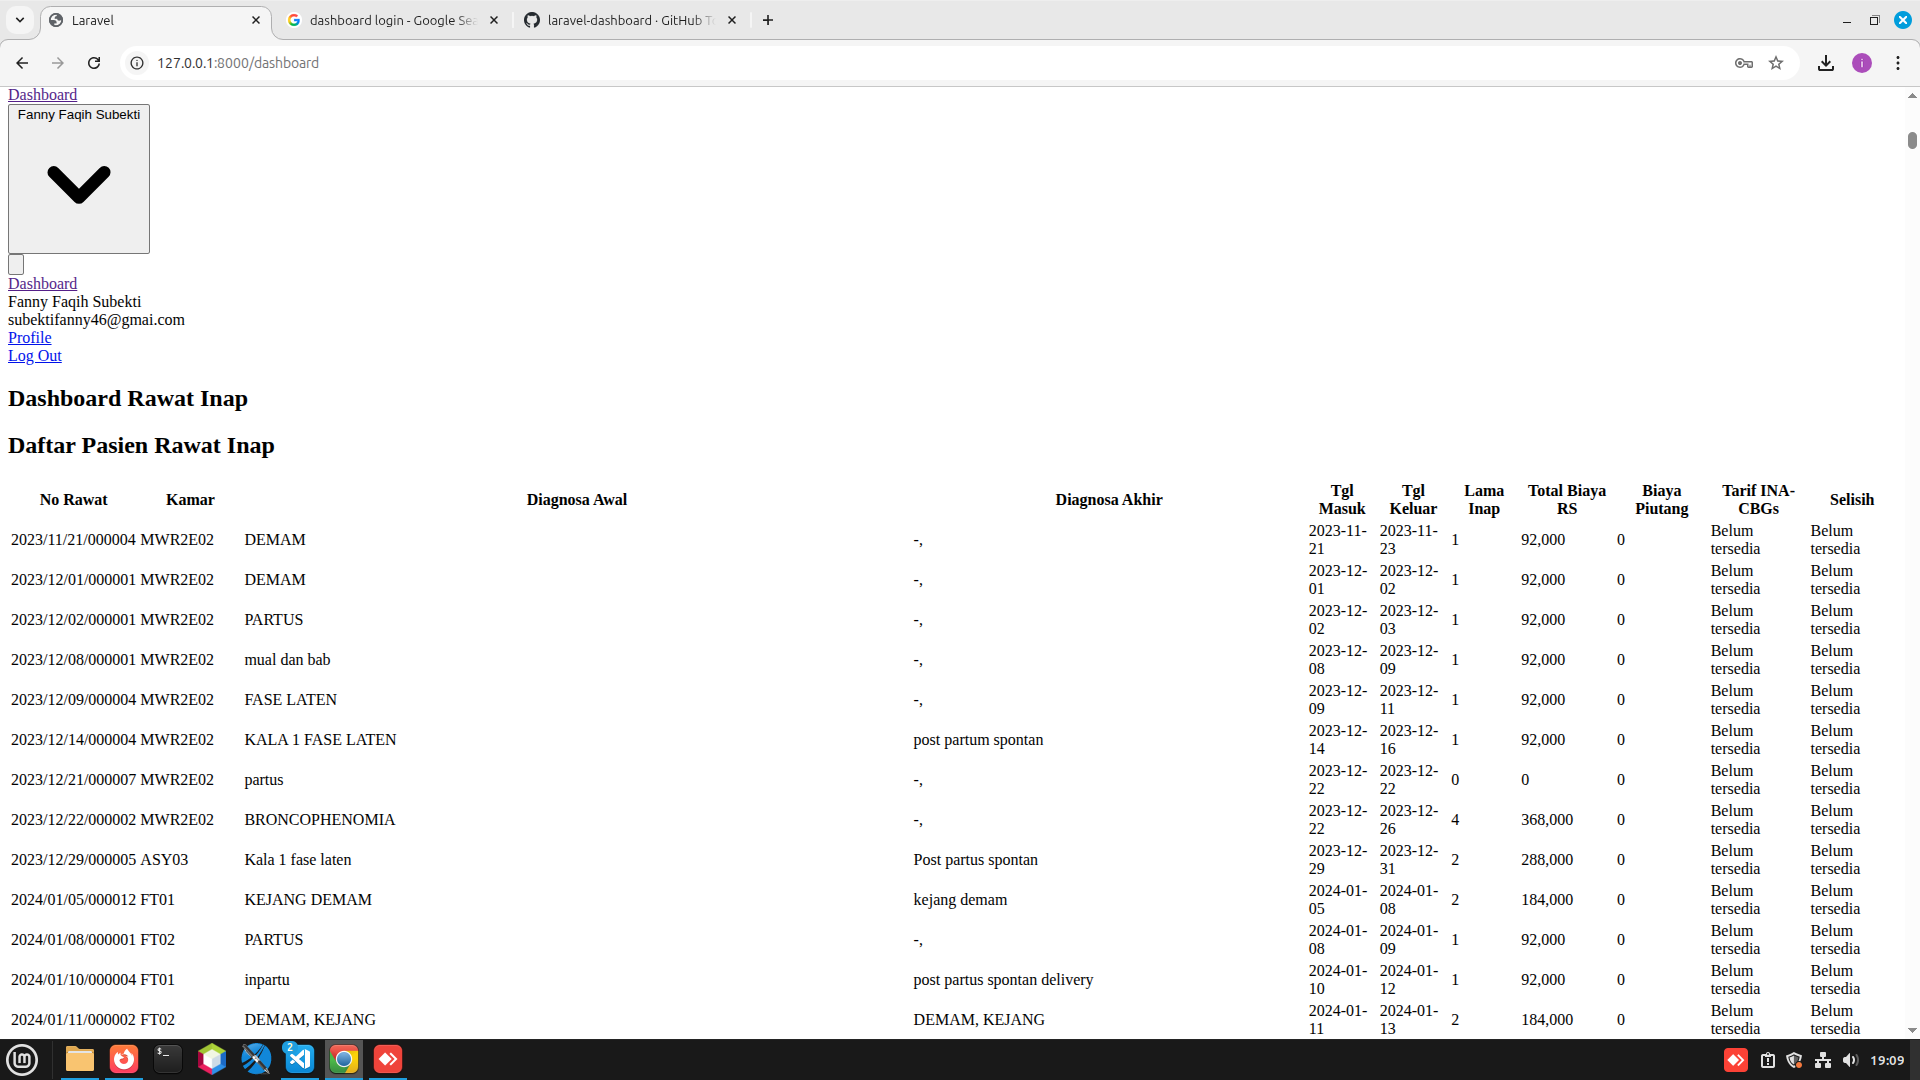 Laravel
dashboard login - Google Sea
laravel-dashboard · GitHub T
127.0.0.1:8000/dashboard
i
Dashboard
Fanny Faqih Subekti
Dashboard
Fanny Faqih Subekti
subektifanny46@gmai.com
Profile
Log Out
Dashboard Rawat Inap
Daftar Pasien Rawat Inap
No Rawat Kamar Diagnosa Awal Diagnosa Akhir Tgl Masuk Tgl Keluar Lama Inap Total Biaya RS Biaya Piutang Tarif INA-CBGs Selisih
2023/11/21/000004 MWR2E02 DEMAM -, 2023-11-21 2023-11-23 1 92,000 0 Belum tersedia Belum tersedia
2023/12/01/000001 MWR2E02 DEMAM -, 2023-12-01 2023-12-02 1 92,000 0 Belum tersedia Belum tersedia
2023/12/02/000001 MWR2E02 PARTUS -, 2023-12-02 2023-12-03 1 92,000 0 Belum tersedia Belum tersedia
2023/12/08/000001 MWR2E02 mual dan bab -, 2023-12-08 2023-12-09 1 92,000 0 Belum tersedia Belum tersedia
2023/12/09/000004 MWR2E02 FASE LATEN -, 2023-12-09 2023-12-11 1 92,000 0 Belum tersedia Belum tersedia
2023/12/14/000004 MWR2E02 KALA 1 FASE LATEN post partum spontan 2023-12-14 2023-12-16 1 92,000 0 Belum tersedia Belum tersedia
2023/12/21/000007 MWR2E02 partus -, 2023-12-22 2023-12-22 0 0 0 Belum tersedia Belum tersedia
2023/12/22/000002 MWR2E02 BRONCOPHENOMIA -, 2023-12-22 2023-12-26 4 368,000 0 Belum tersedia Belum tersedia
2023/12/29/000005 ASY03 Kala 1 fase laten Post partus spontan 2023-12-29 2023-12-31 2 288,000 0 Belum tersedia Belum tersedia
2024/01/05/000012 FT01 KEJANG DEMAM kejang demam 2024-01-05 2024-01-08 2 184,000 0 Belum tersedia Belum tersedia
2024/01/08/000001 FT02 PARTUS -, 2024-01-08 2024-01-09 1 92,000 0 Belum tersedia Belum tersedia
2024/01/10/000004 FT01 inpartu post partus spontan delivery 2024-01-10 2024-01-12 1 92,000 0 Belum tersedia Belum tersedia
2024/01/11/000002 FT02 DEMAM, KEJANG DEMAM, KEJANG 2024-01-11 2024-01-13 2 184,000 0 Belum tersedia Belum tersedia
2
19:09